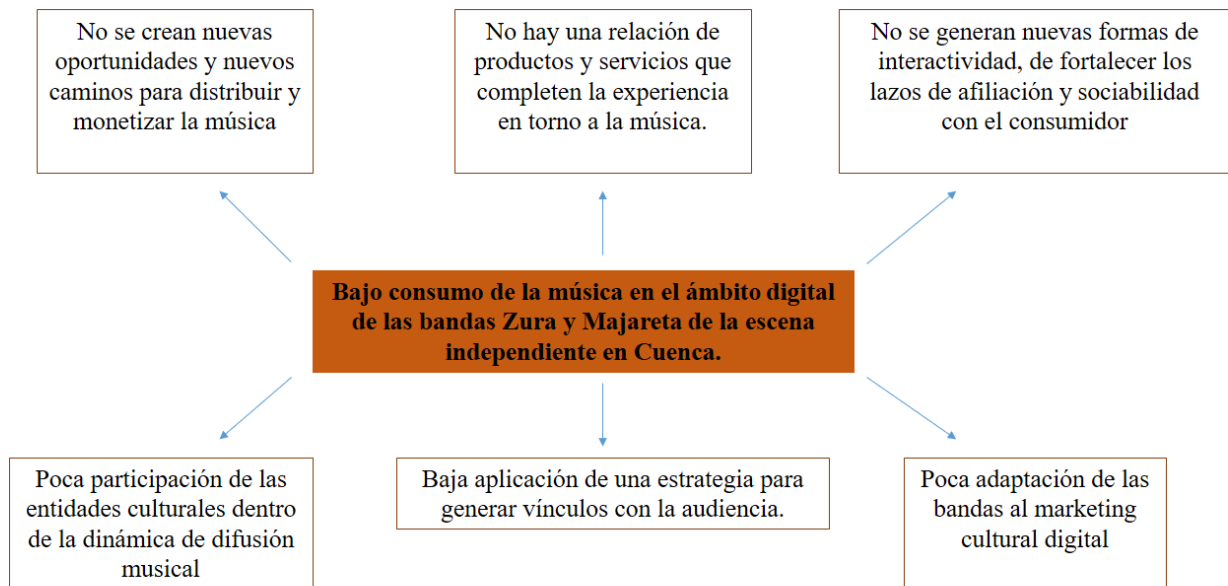 No se crean nuevas
oportunidades y nuevos
caminos para distribuir y
monetizar la música
No hay una relación de
productos y servicios que
completen la experiencia
en torno a la música.
No se generan nuevas formas de
interactividad, de fortalecer los
lazos de afiliación y sociabilidad
con el consumidor
Bajo consumo de la música en el ámbito digital
de las bandas Zura y Majareta de la escena
independiente en Cuenca.
Poca participación de las
entidades culturales dentro
de la dinámica de difusión
musical
Baja aplicación de una estrategia para
generar vínculos con la audiencia.
Poca adaptación de las
bandas al marketing
cultural digital